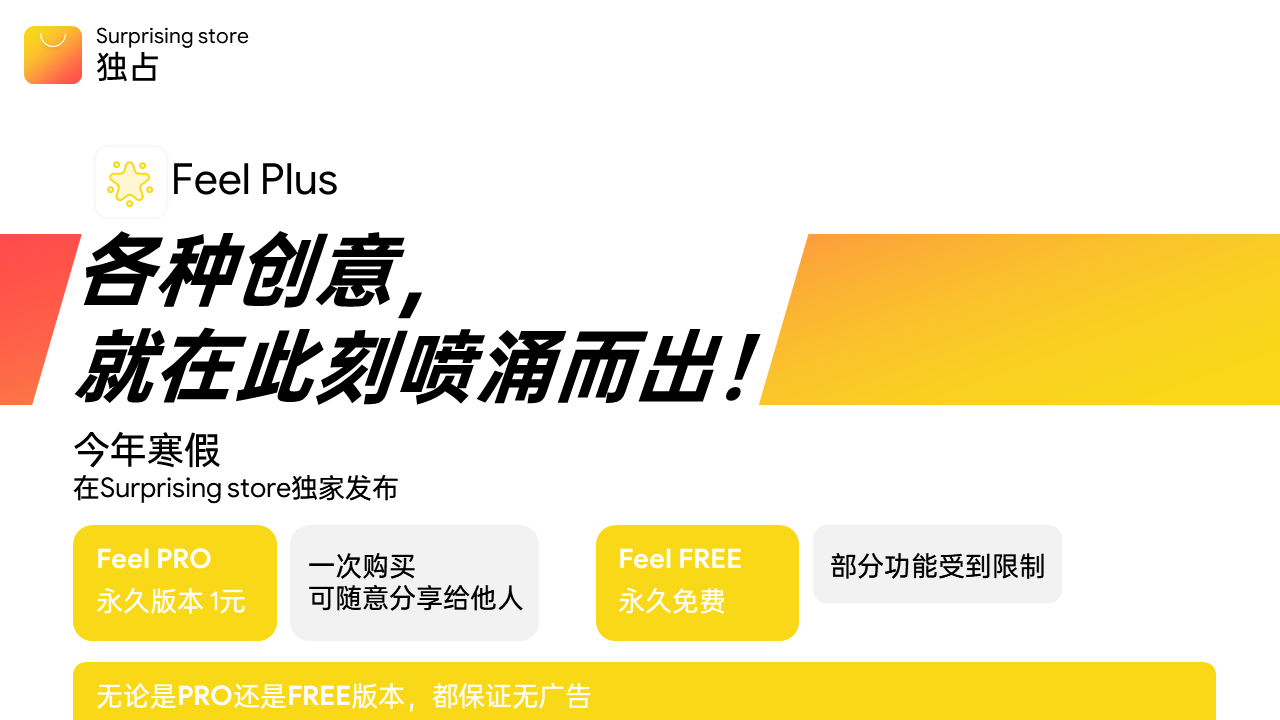 Surprising store
独占
Feel Plus
各种创意，
就在此刻喷涌而出！
今年寒假
在Surprising store独家发布
Feel PRO
永久版本 1元
一次购买
可随意分享给他人
Feel FREE
永久免费
部分功能受到限制
无论是PRO还是FREE版本，都保证无广告